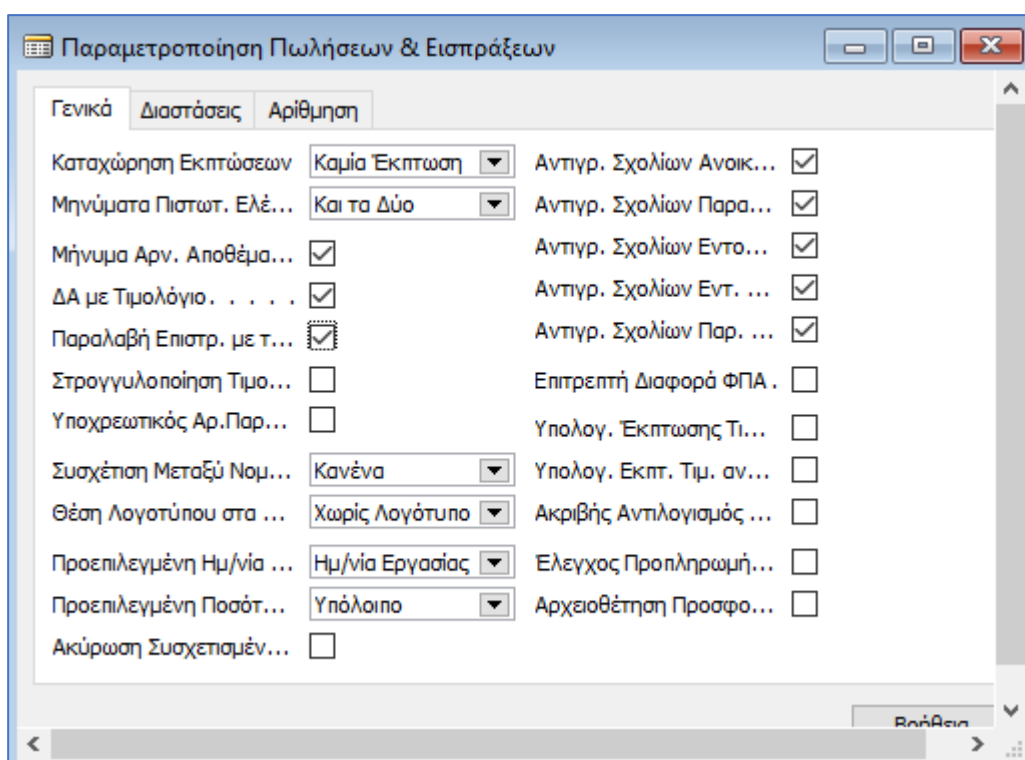 Παραμετροποίηση Πωλήσεων & Εισπράξεων
Γενικά Διαστάσεις Αρίθμηση
Καταχώρηση Εκπτώσεων Καμία Έκπτωση Αντιγρ. Σχολίων Ανοικ...
Μηνύματα Πιστωτ. Ελέ... Και τα Δύο Αντιγρ. Σχολίων Παρα...
Μήνυμα Αρν. Αποθέμα... Αντιγρ. Σχολίων Εντο...
ΔΑ με Τιμολόγιο. . . . . Αντιγρ. Σχολίων Εντ. ...
Παραλαβή Επιστρ. με τ... Αντιγρ. Σχολίων Παρ. ...
Στρογγυλοποίηση Τιμο... Επιτρεπτή Διαφορά ΦΠΑ .
Υποχρεωτικός Αρ.Παρ... Υπολογ. Έκπτωσης Τι...
Συσχέτιση Μεταξύ Νομ... Κανένα Υπολογ. Εκπτ. Τιμ. αν...
Θέση Λογοτύπου στα ... Χωρίς Λογότυπο Ακριβής Αντιλογισμός ...
Προεπιλεγμένη Ημ/νία ... Ημ/νία Εργασίας Έλεγχος Προπληρωμή...
Προεπιλεγμένη Ποσότ... Υπόλοιπο Αρχειοθέτηση Προσφο...
Ακύρωση Συσχετισμέν...
Βοήθεια